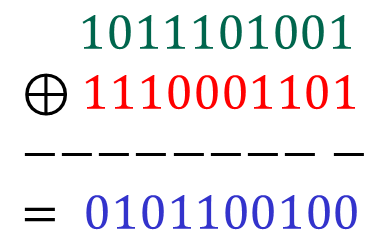 1011101001
⊕ 1110001101
— — — — — — — — —
= 0101100100